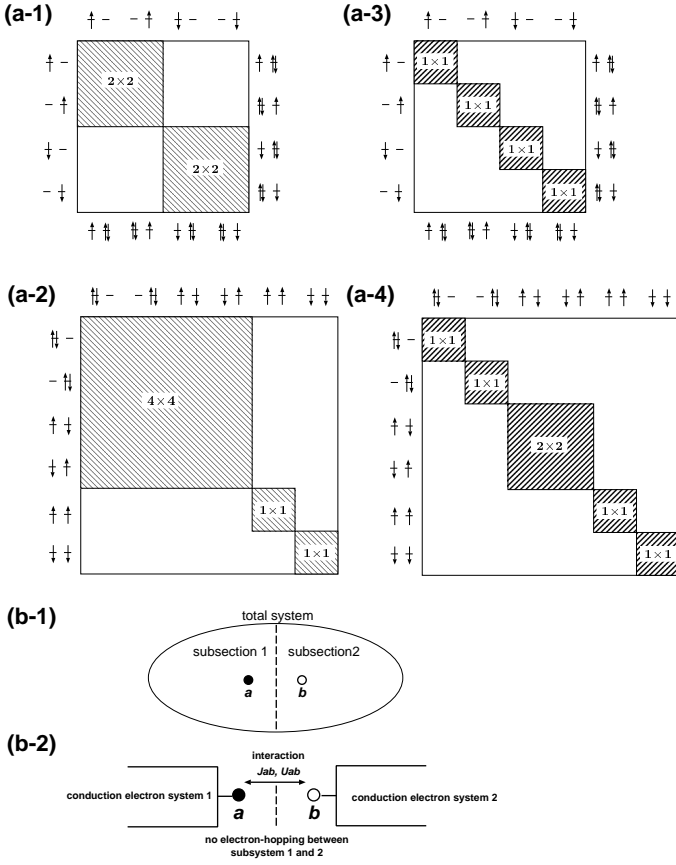 (a-1)
2×2
2×2
(a-3)
1×1
1×1
1×1
1×1
(a-2)
4×4
1×1
1×1
(a-4)
1×1
1×1
2×2
1×1
1×1
(b-1)
total system
subsection 1
subsection2
a
b
(b-2)
interaction
Jab, Uab
conduction electron system 1
a
b
conduction electron system 2
no electron-hopping between
subsystem 1 and 2